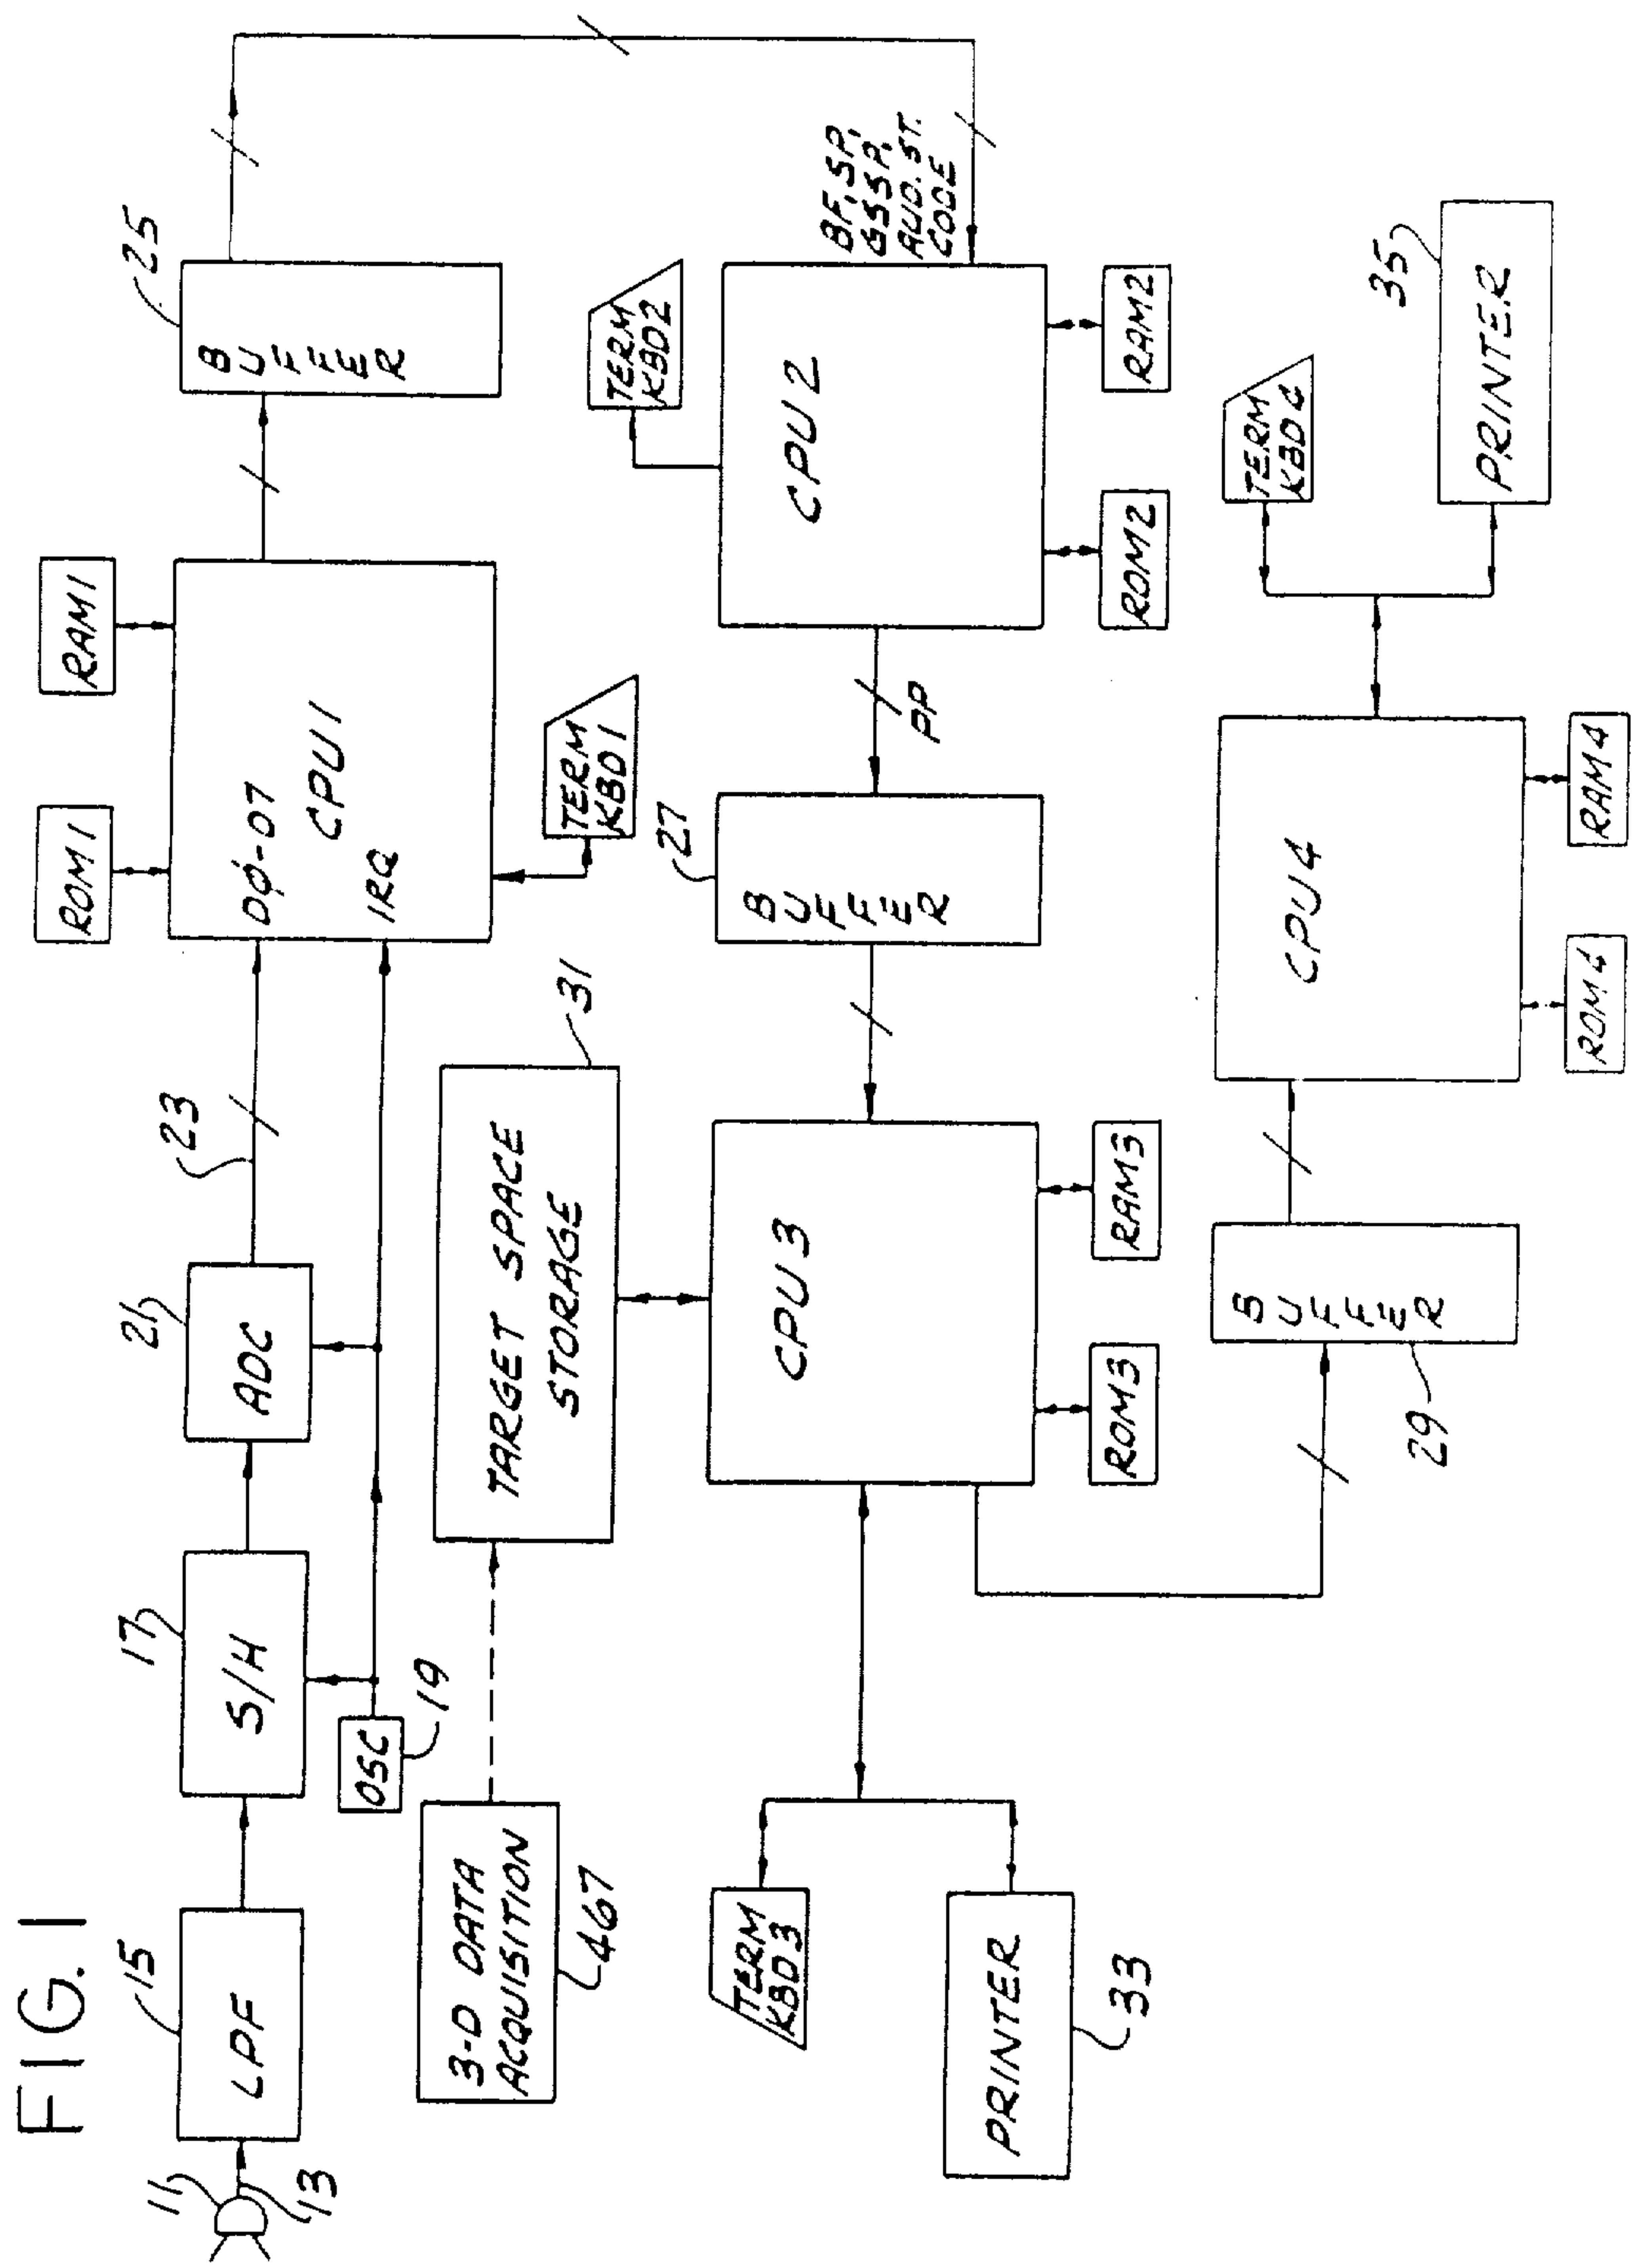 FIG. 1
11
13
15
LPF
17
S/H
OSC
19
21
ADC
23
ROM1
RAM1
DØ-D7
CPU1
IRQ
TERM
KBD1
BUFFER
25
3-D DATA
ACQUISITION
467
TARGET SPACE
STORAGE
31
TERM
KBD2
CPU2
BF, SP,
GSSP,
AUD. ST.
CODE
ROM2
RAM2
PP
27
BUFFER
CPU3
ROM3
RAM3
TERM
KBD3
PRINTER
33
29
BUFFER
CPU4
ROM4
RAM4
TERM
KBD4
PRINTER
35